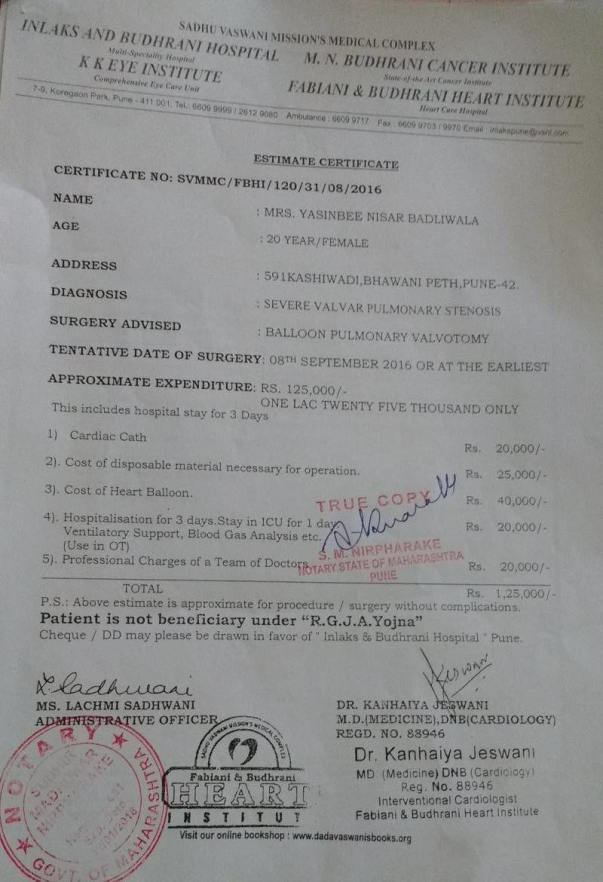 SADHU VASWANI MISSION'S MEDICAL COMPLEX
INLAKS AND BUDHRANI HOSPITAL
Multi-Speciality Hospital
K K EYE INSTITUTE
Comprehensive Eye Care Unit
M. N. BUDHRANI CANCER INSTITUTE
State-of-the Art Cancer Institute
FABIANI & BUDHRANI HEART INSTITUTE
Heart Care Hospital
7-9, Koregaon Park, Pune - 411 001. Tel.: 6609 9999 / 2612 9080 Ambulance : 6609 9717 Fax : 6609 9703 / 9970 Email : inlakspune@vsnl.com
ESTIMATE CERTIFICATE
CERTIFICATE NO: SVMMC/FBHI/120/31/08/2016
NAME : MRS. YASINBEE NISAR BADLIWALA
AGE : 20 YEAR/FEMALE
ADDRESS : 591KASHIWADI,BHAWANI PETH,PUNE-42.
DIAGNOSIS : SEVERE VALVAR PULMONARY STENOSIS
SURGERY ADVISED : BALLOON PULMONARY VALVOTOMY
TENTATIVE DATE OF SURGERY: 08TH SEPTEMBER 2016 OR AT THE EARLIEST
APPROXIMATE EXPENDITURE: RS. 125,000/-
ONE LAC TWENTY FIVE THOUSAND ONLY
This includes hospital stay for 3 Days
1) Cardiac Cath Rs. 20,000/-
2). Cost of disposable material necessary for operation. Rs. 25,000/-
3). Cost of Heart Balloon. Rs. 40,000/-
4). Hospitalisation for 3 days.Stay in ICU for 1 day Rs. 20,000/-
Ventilatory Support, Blood Gas Analysis etc.
(Use in OT)
TRUE COPY
S. M. NIRPHARAKE
NOTARY STATE OF MAHARASHTRA
PUNE
5). Professional Charges of a Team of Doctors Rs. 20,000/-
TOTAL Rs. 1,25,000/-
P.S.: Above estimate is approximate for procedure / surgery without complications.
Patient is not beneficiary under "R.G.J.A.Yojna"
Cheque / DD may be drawn in favor of " Inlaks & Budhrani Hospital " Pune.
L. Sadhwani
MS. LACHMI SADHWANI
ADMINISTRATIVE OFFICER
Jeswani
DR. KANHAIYA JESWANI
M.D.(MEDICINE),DNB(CARDIOLOGY)
REGD. NO. 88946
Dr. Kanhaiya Jeswani
MD (Medicine) DNB (Cardiology)
Reg. No. 88946
Interventional Cardiologist
Fabiani & Budhrani Heart Institute
NOTARY
GOVT. OF MAHARASHTRA
SADHU VASWANI MISSION'S MEDICAL COMPLEX
Fabiani & Budhrani
HEART
INSTITUT
Visit our online bookshop : www.dadavaswanisbooks.org